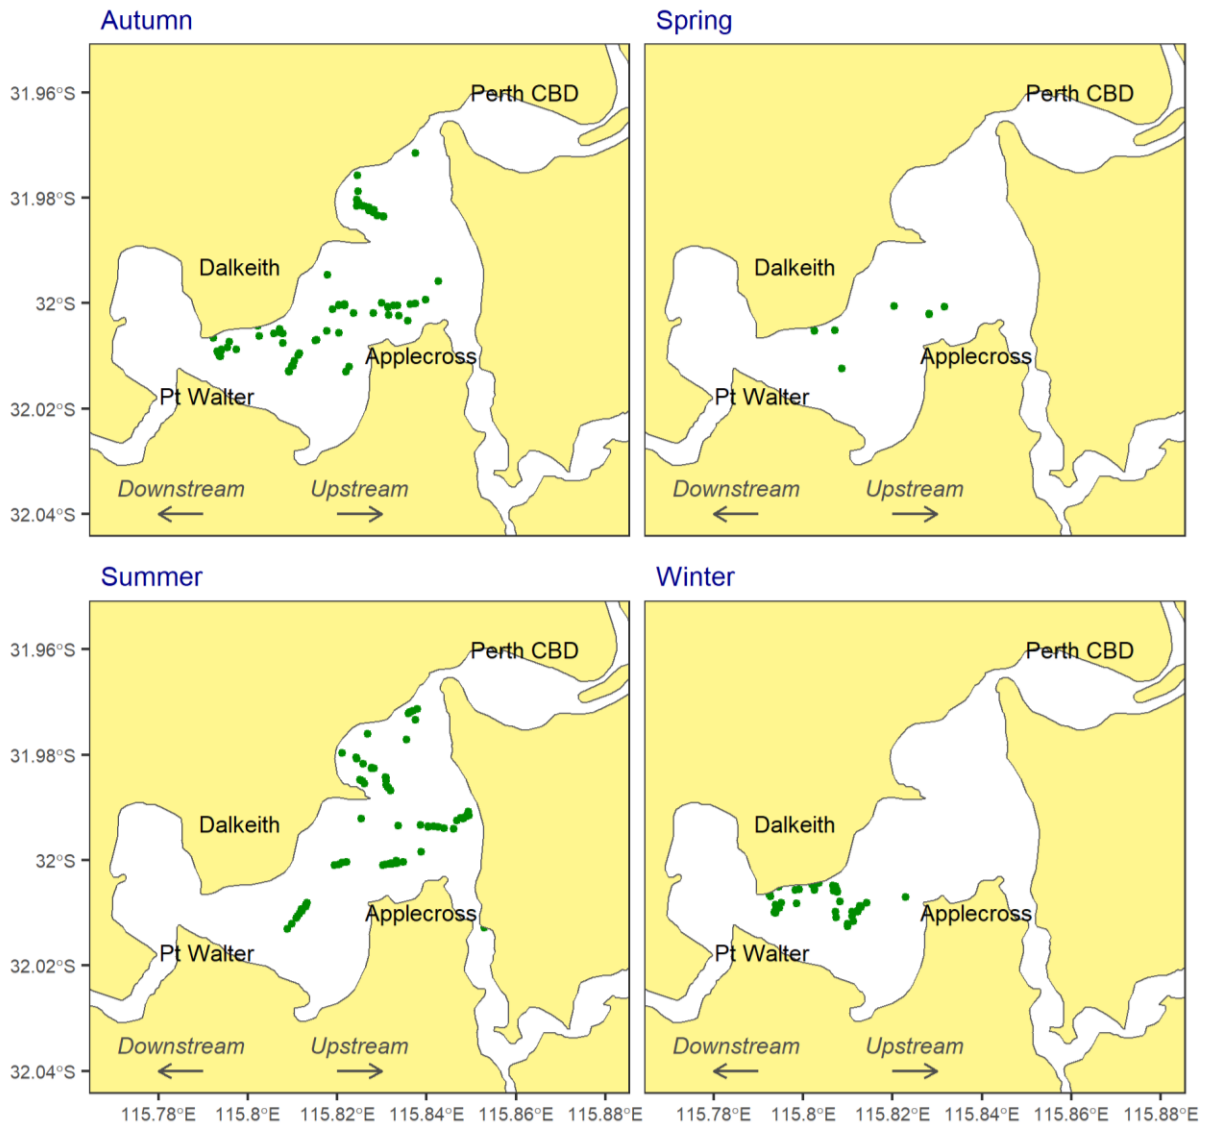 Autumn
Spring
31.96°S
31.98°S
32°S
32.02°S
32.04°S
Perth CBD
Dalkeith
Applecross
Pt Walter
Downstream
Upstream
Perth CBD
Dalkeith
Applecross
Pt Walter
Downstream
Upstream
Summer
Winter
31.96°S
31.98°S
32°S
32.02°S
32.04°S
Perth CBD
Dalkeith
Applecross
Pt Walter
Downstream
Upstream
Perth CBD
Dalkeith
Applecross
Pt Walter
Downstream
Upstream
115.78°E 115.8°E 115.82°E 115.84°E 115.86°E 115.88°E
115.78°E 115.8°E 115.82°E 115.84°E 115.86°E 115.88°E